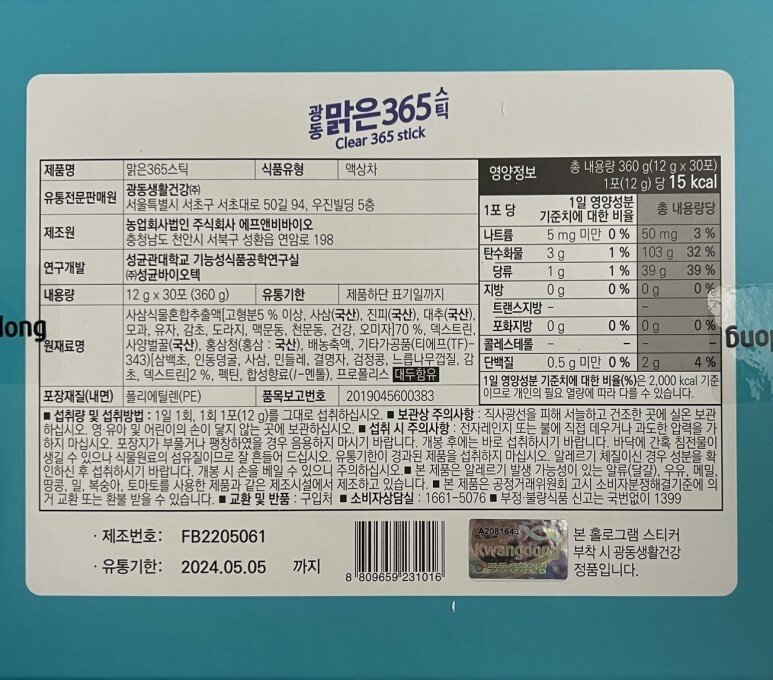 광동 맑은365 스틱
Clear 365 stick
제품명 맑은365스틱 식품유형 액상차
유통전문판매원 광동생활건강㈜
서울특별시 서초구 서초대로 50길 94, 우진빌딩 5층
제조원 농업회사법인 주식회사 에프앤비바이오
충청남도 천안시 서북구 성환읍 연암로 198
연구개발 성균관대학교 기능성식품공학연구실
㈜성균바이오텍
내용량 12 g x 30포 (360 g) 유통기한 제품하단 표기일까지
원재료명 사삼식물혼합추출액[고형분5 % 이상, 사삼(국산), 진피(국산), 대추(국산),
모과, 유자, 감초, 도라지, 맥문동, 천문동, 건강, 오미자]70 %, 덱스트린,
사양벌꿀(국산), 홍삼청(홍삼 : 국산), 배농축액, 기타가공품(티에프(TF)-
343)[삼백초, 인동덩굴, 사삼, 민들레, 결명자, 검정콩, 느릅나무껍질, 감
초, 덱스트린]2 %, 펙틴, 합성향료(l-멘톨), 프로폴리스 대두함유
포장재질(내면) 폴리에틸렌(PE) 품목보고번호 2019045600383
영양정보 총 내용량 360 g(12 g x 30포)
1포(12 g) 당 15 kcal
1포 당 1일 영양성분 기준치에 대한 비율 총 내용량당
나트륨 5 mg 미만 0 % 50 mg 3 %
탄수화물 3 g 1 % 103 g 32 %
당류 1 g 1 % 39 g 39 %
지방 0 g 0 % 0 g 0 %
트랜스지방 - -
포화지방 0 g 0 % 0 g 0 %
콜레스테롤 - -
단백질 0.5 g 미만 0 % 2 g 4 %
1일 영양성분 기준치에 대한 비율(%)은 2,000 kcal 기준
이므로 개인의 필요 열량에 따라 다를 수 있습니다.
■ 섭취량 및 섭취방법 : 1일 1회, 1회 1포(12 g)를 그대로 섭취하십시오. ■ 보관상 주의사항 : 직사광선을 피해 서늘하고 건조한 곳에 실온 보관
하십시오. 영·유아 및 어린이의 손이 닿지 않는 곳에 보관하십시오. ■ 섭취 시 주의사항 : 전자레인지 또는 불에 직접 데우거나 과도한 압력을 가
하지 마십시오. 포장지가 부풀거나 팽창하였을 경우 음용하지 마시기 바랍니다. 개봉 후에는 바로 섭취하시기 바랍니다. 바닥에 간혹 침전물이
생길 수 있으나 식물원료의 섬유질이므로 잘 흔들어 드십시오. 유통기한이 경과된 제품을 섭취하지 마십시오. 알레르기 체질이신 경우 성분을 확
인하신 후 섭취하시기 바랍니다. 개봉 시 손을 베일 수 있으니 주의하십시오. ■ 본 제품은 알레르기 발생 가능성이 있는 알류(달걀), 우유, 메밀,
땅콩, 밀, 복숭아, 토마토를 사용한 제품과 같은 제조시설에서 제조하고 있습니다. ■ 본 제품은 공정거래위원회 고시 소비자분쟁해결기준에 의
거 교환 또는 환불 받을 수 있습니다. ■ 교환 및 반품 : 구입처 ■ 소비자상담실 : 1661-5076 ■ 부정·불량식품 신고는 국번없이 1399
· 제조번호: FB2205061
· 유통기한: 2024.05.05 까지
8 809659 231016
A2081643
Kwangdong
광동생활건강
본 홀로그램 스티커
부착 시 광동생활건강
정품입니다.